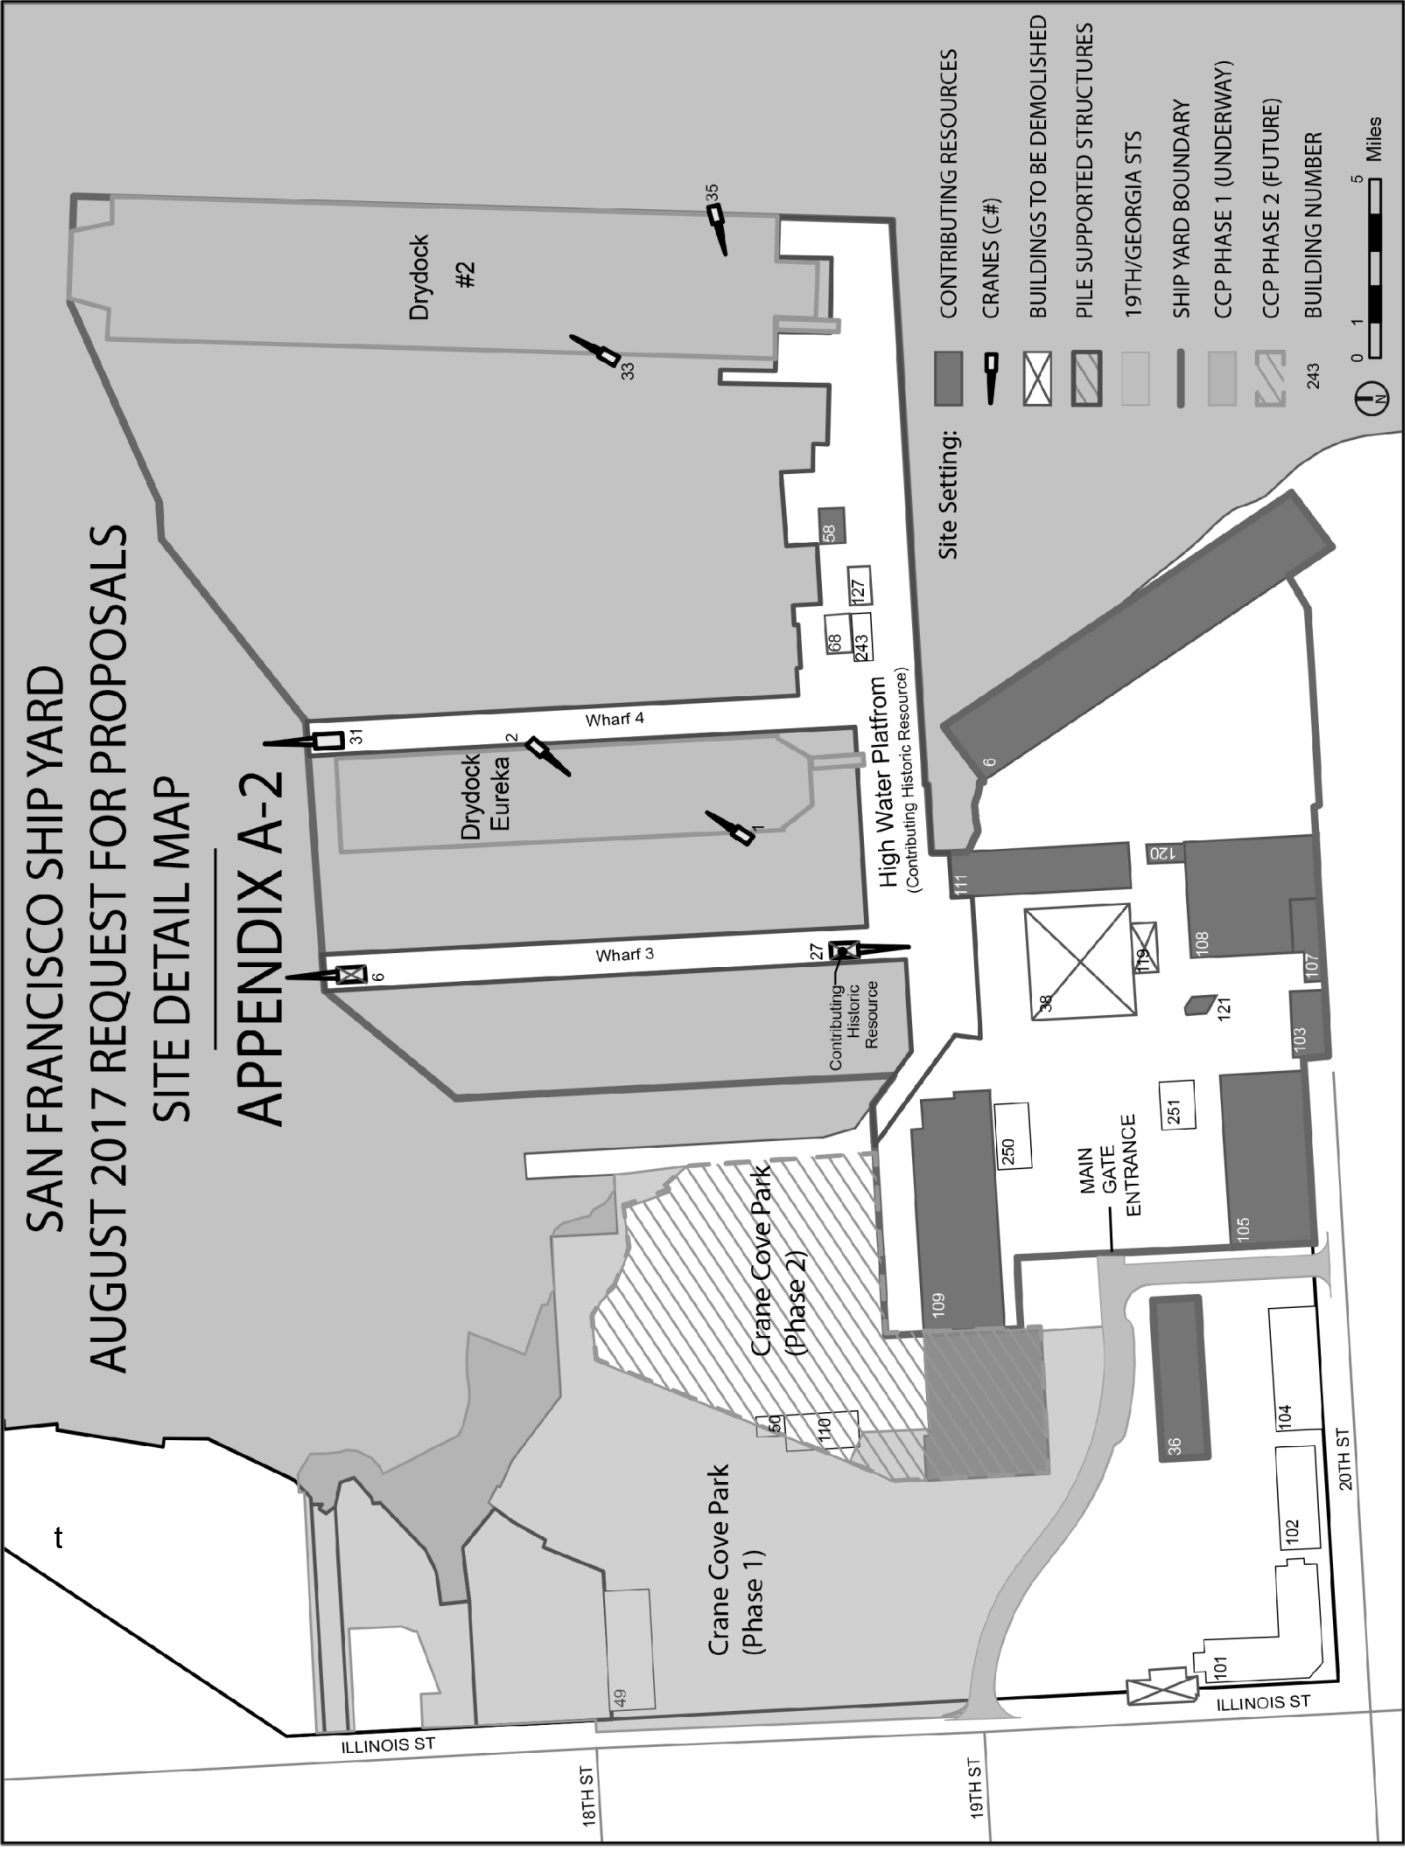 SAN FRANCISCO SHIP YARD
AUGUST 2017 REQUEST FOR PROPOSALS
SITE DETAIL MAP
APPENDIX A-2
t
ILLINOIS ST
18TH ST
19TH ST
ILLINOIS ST
20TH ST
49
Crane Cove Park
(Phase 1)
50
110
Crane Cove Park
(Phase 2)
101
102
104
36
109
MAIN
GATE
ENTRANCE
105
250
251
103
107
121
38
119
108
120
111
6
6
Wharf 3
27
Contributing
Historic
Resource
Drydock
Eureka
1
2
31
Wharf 4
High Water Platfrom
(Contributing Historic Resource)
68
243
127
58
Drydock
#2
33
35
Site Setting:
CONTRIBUTING RESOURCES
CRANES (C#)
BUILDINGS TO BE DEMOLISHED
PILE SUPPORTED STRUCTURES
19TH/GEORGIA STS
SHIP YARD BOUNDARY
CCP PHASE 1 (UNDERWAY)
CCP PHASE 2 (FUTURE)
243 BUILDING NUMBER
N
0 1 5
Miles